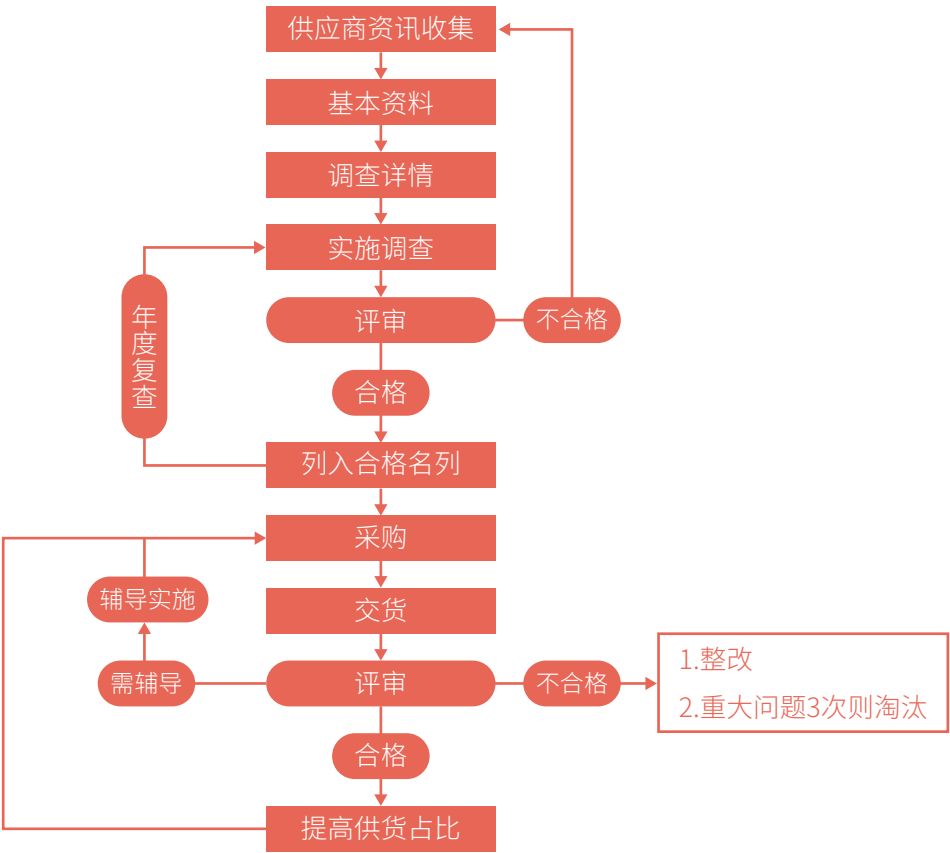 供应商资讯收集
基本资料
调查详情
实施调查
评审
不合格
年度复查
合格
列入合格名列
采购
辅导实施
交货
需辅导
评审
不合格
1.整改
2.重大问题3次则淘汰
合格
提高供货占比